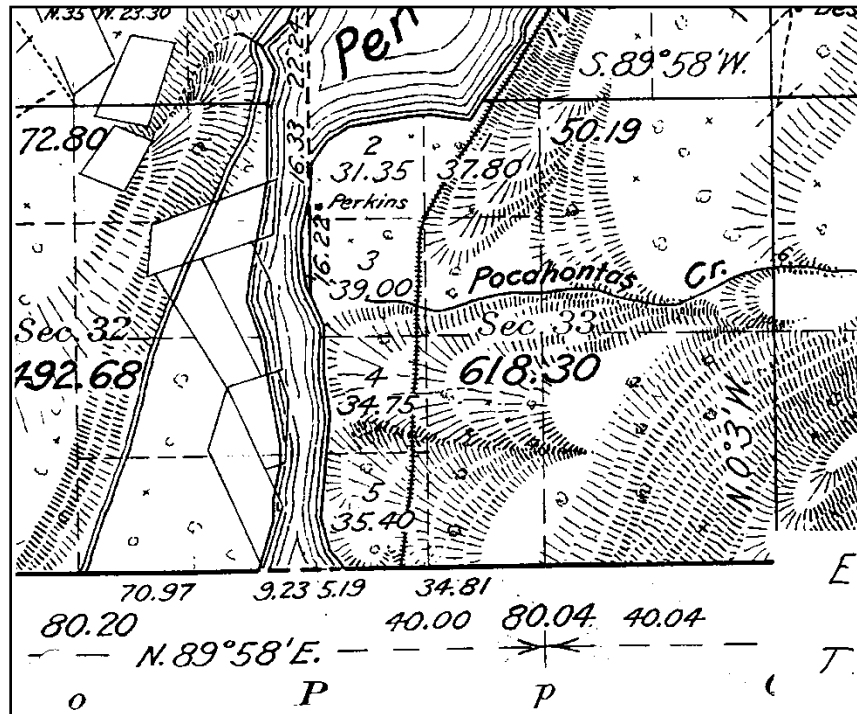 N.35 W. 23.30
Pen
S. 89°58'W.
72.80
6.33
2
31.35
1
37.80
50.19
Perkins
16.22
3
39.00
Pocahontas Cr.
Sec. 32
492.68
Sec 33
618.30
4
34.75
N.0°3'W.
5
35.40
E
70.97 9.23 5.19 34.81
80.20 40.00 80.04 40.04
N. 89°58'E.
T.
o P p